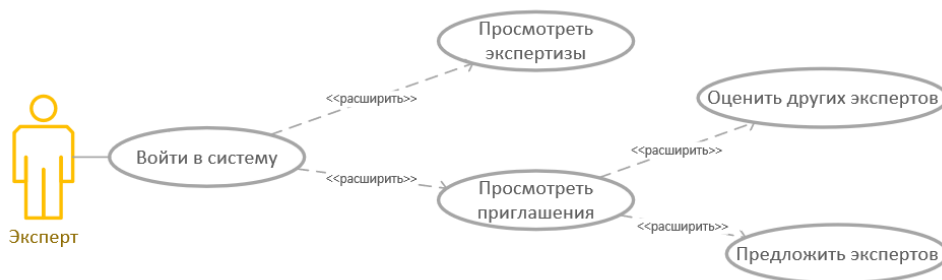 Просмотреть
экспертизы
<<расширить>>
Оценить других экспертов
Войти в систему
<<расширить>>
<<расширить>>
Просмотреть
приглашения
<<расширить>>
Эксперт
Предложить экспертов